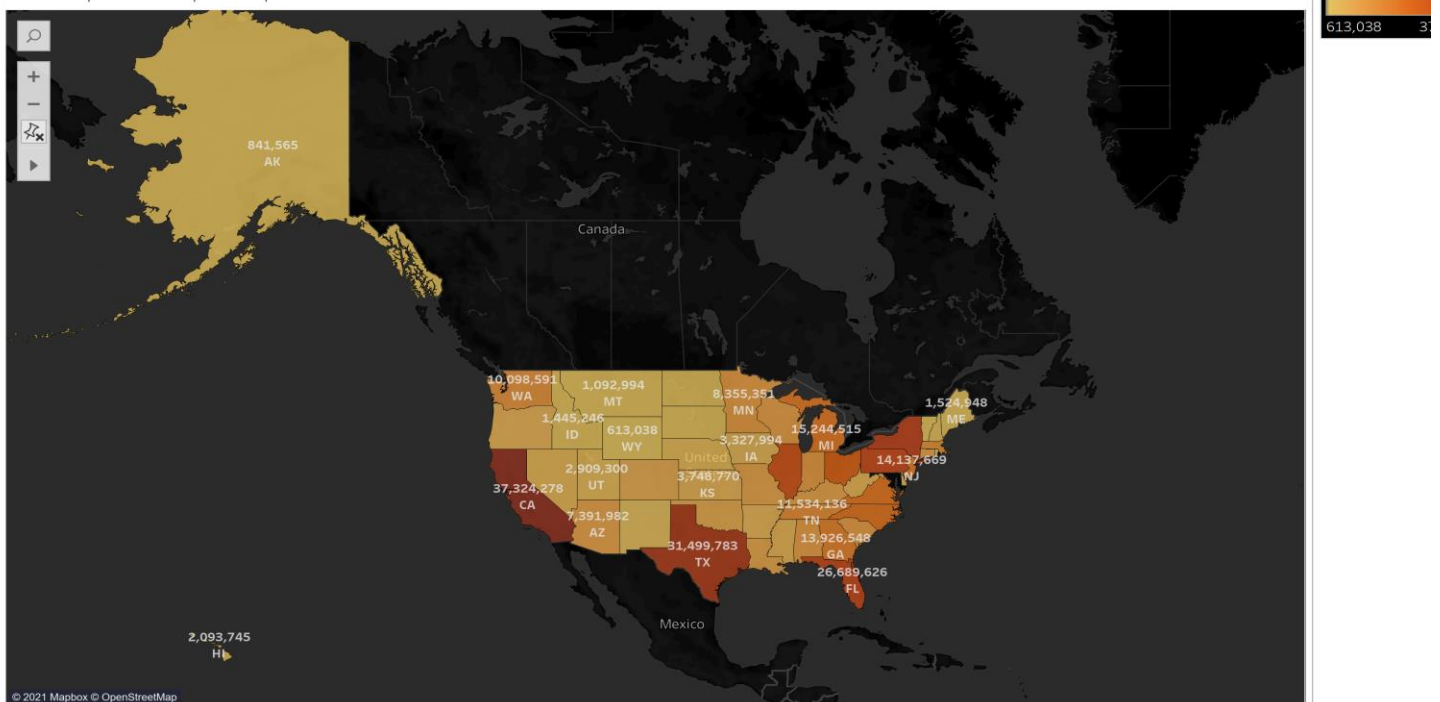 613,038
841,565
AK
Canada
10,098,591
WA
1,092,994
MT
8,355,351
MN
1,524,948
ME
1,445,246
ID
613,038
WY
3,327,994
IA
15,244,515
MI
United
14,137,669
NJ
2,909,300
UT
3,748,770
KS
37,324,278
CA
7,391,982
AZ
11,534,136
TN
13,926,548
GA
31,499,783
TX
26,689,626
FL
Mexico
2,093,745
HI
© 2021 Mapbox © OpenStreetMap